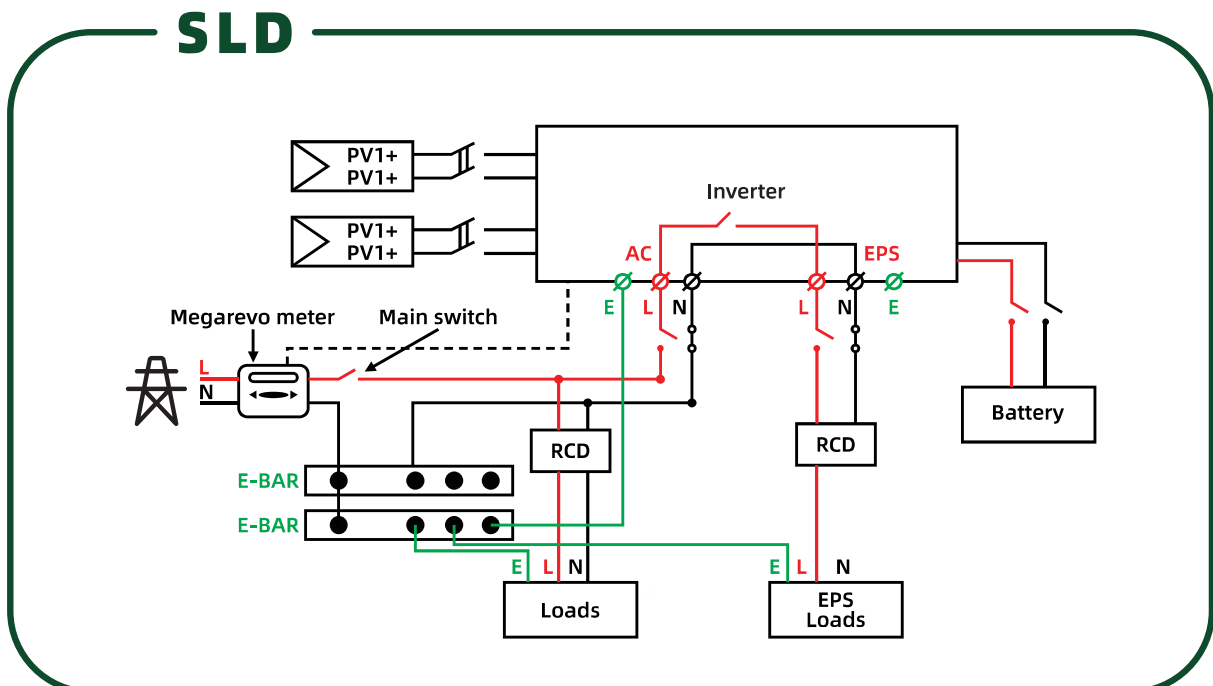 SLD
PV1+
PV1+
PV1+
PV1+
Inverter
AC
EPS
E
L
N
L
N
E
Megarevo meter
Main switch
L
N
RCD
RCD
Battery
E-BAR
E-BAR
E
L
N
E
L
N
Loads
EPS
Loads